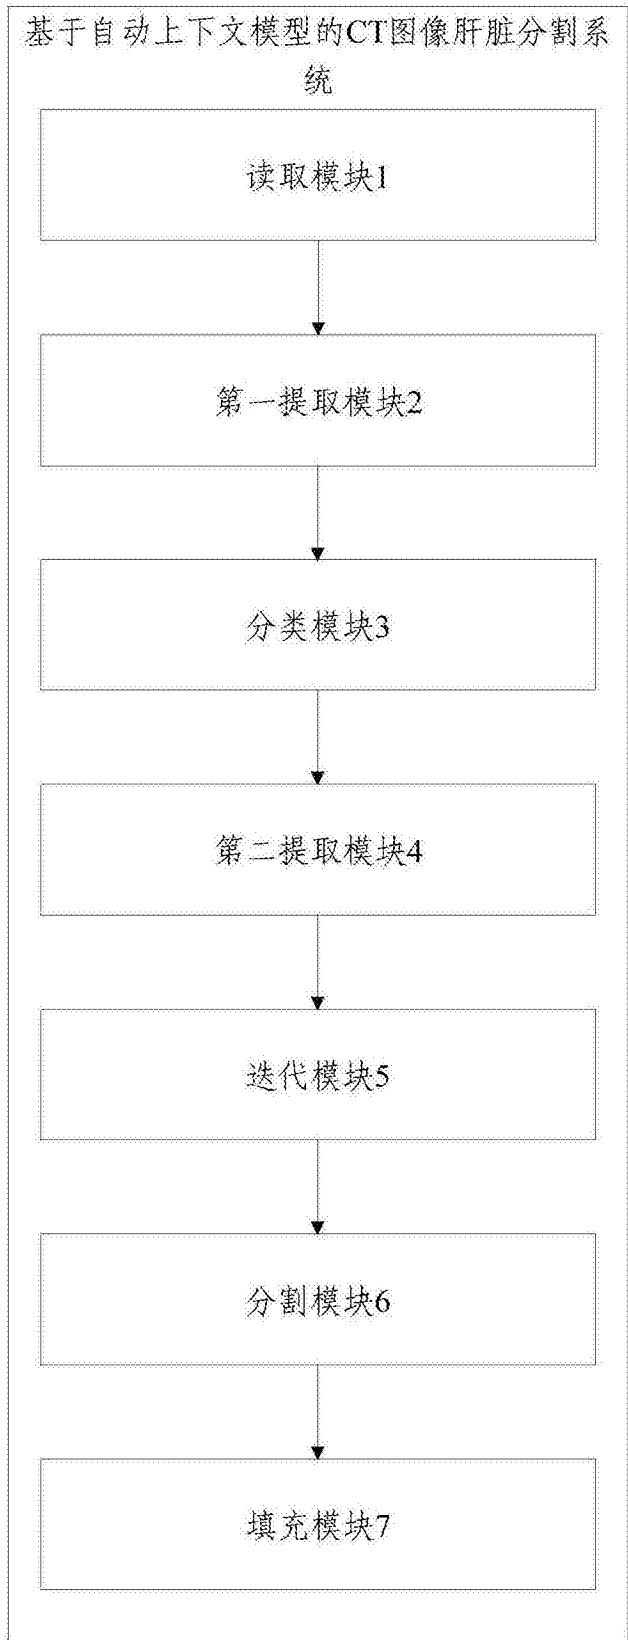 基于自动上下文模型的CT图像肝脏分割系
统
读取模块1
第一提取模块2
分类模块3
第二提取模块4
迭代模块5
分割模块6
填充模块7